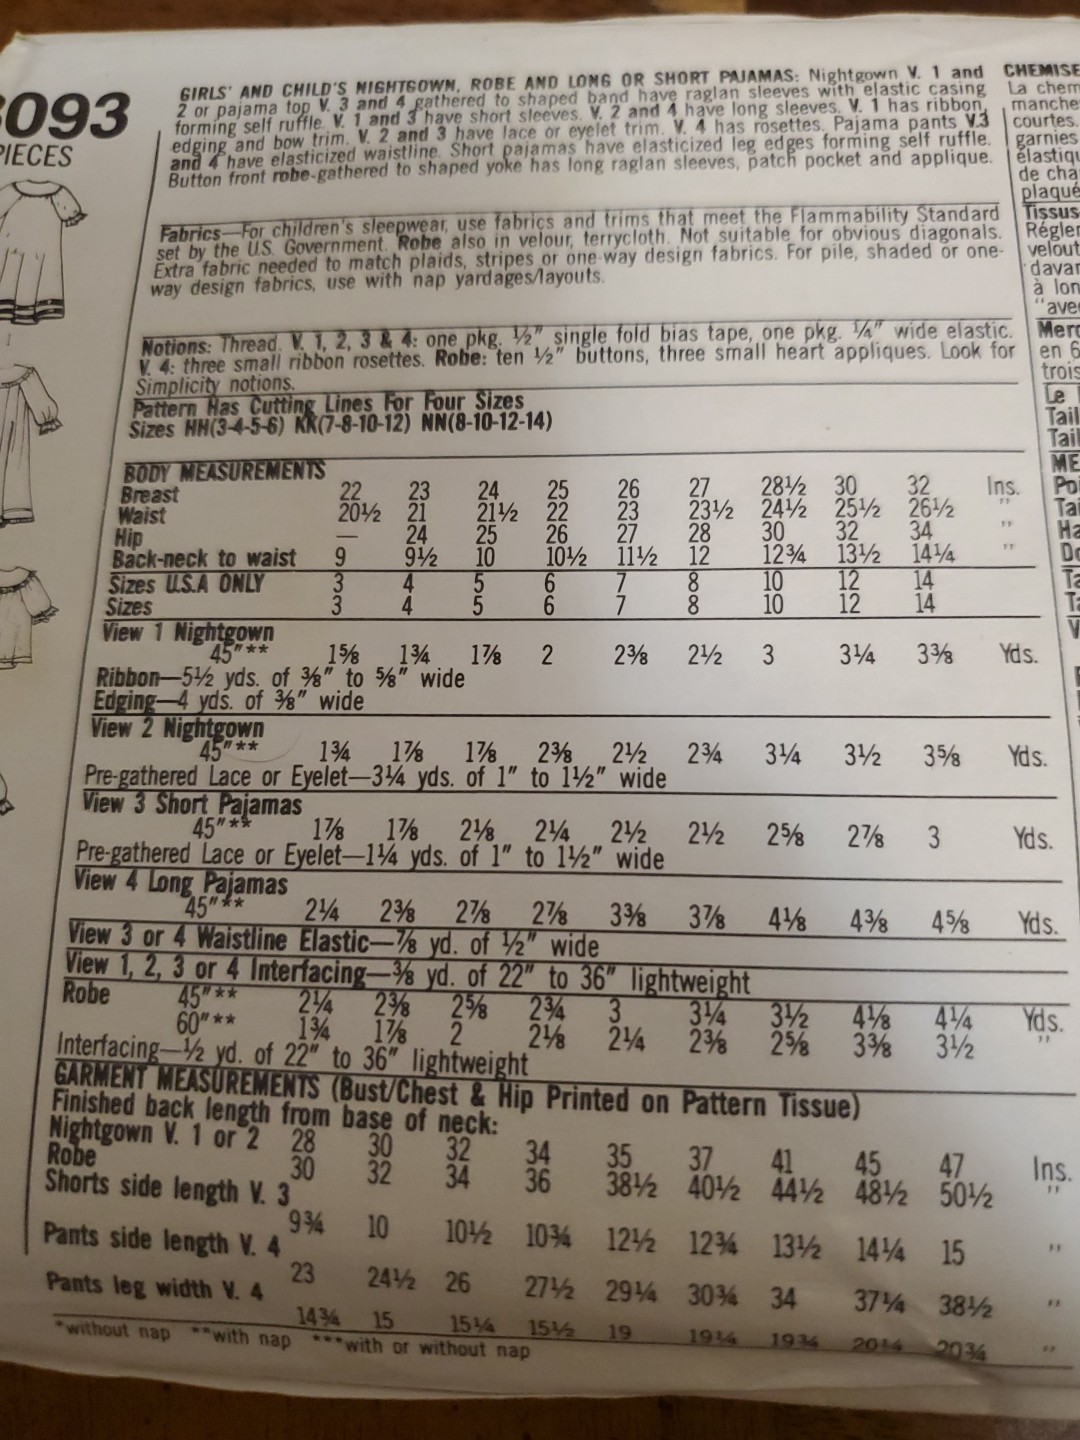 8093
PIECES
GIRLS' AND CHILD'S NIGHTGOWN, ROBE AND LONG OR SHORT PAJAMAS: Nightgown V. 1 and
2 or pajama top V. 3 and 4 gathered to shaped band have raglan sleeves with elastic casing
forming self ruffle. V. 1 and 3 have short sleeves. V. 2 and 4 have long sleeves. V. 1 has ribbon,
edging and bow trim. V. 2 and 3 have lace or eyelet trim. V. 4 has rosettes. Pajama pants V.3
and 4 have elasticized waistline. Short pajamas have elasticized leg edges forming self ruffle.
Button front robe-gathered to shaped yoke has long raglan sleeves, patch pocket and applique.
Fabrics—For children's sleepwear, use fabrics and trims that meet the Flammability Standard
set by the U.S. Government. Robe also in velour, terrycloth. Not suitable for obvious diagonals.
Extra fabric needed to match plaids, stripes or one-way design fabrics. For pile, shaded or one-
way design fabrics, use with nap yardages/layouts.
Notions: Thread. V. 1, 2, 3 & 4: one pkg. ½" single fold bias tape, one pkg. ¼" wide elastic.
V. 4: three small ribbon rosettes. Robe: ten ½" buttons, three small heart appliques. Look for
Simplicity notions.
Pattern Has Cutting Lines For Four Sizes
Sizes HH(3-4-5-6) KK(7-8-10-12) NN(8-10-12-14)
BODY MEASUREMENTS
Breast 22 23 24 25 26 27 28½ 30 32 Ins.
Waist 20½ 21 21½ 22 23 23½ 24½ 25½ 26½ "
Hip — 24 25 26 27 28 30 32 34 "
Back-neck to waist 9 9½ 10 10½ 11½ 12 12¾ 13½ 14¼ "
Sizes U.S.A ONLY 3 4 5 6 7 8 10 12 14
Sizes 3 4 5 6 7 8 10 12 14
View 1 Nightgown
45"** 1⅝ 1¾ 1⅞ 2 2⅜ 2½ 3 3¼ 3⅜ Yds.
Ribbon—5½ yds. of ⅜" to ⅝" wide
Edging—4 yds. of ⅜" wide
View 2 Nightgown
45"** 1¾ 1⅞ 1⅞ 2⅜ 2½ 2¾ 3¼ 3½ 3⅝ Yds.
Pre-gathered Lace or Eyelet—3¼ yds. of 1" to 1½" wide
View 3 Short Pajamas
45"** 1⅞ 1⅞ 2⅛ 2¼ 2½ 2½ 2⅝ 2⅞ 3 Yds.
Pre-gathered Lace or Eyelet—1¼ yds. of 1" to 1½" wide
View 4 Long Pajamas
45"** 2¼ 2⅜ 2⅞ 2⅞ 3⅜ 3⅞ 4⅛ 4⅜ 4⅝ Yds.
View 3 or 4 Waistline Elastic—⅞ yd. of ½" wide
View 1, 2, 3 or 4 Interfacing—⅜ yd. of 22" to 36" lightweight
Robe 45"** 2¼ 2⅜ 2⅝ 2¾ 3 3¼ 3½ 4⅛ 4¼ Yds.
60"** 1¾ 1⅞ 2 2⅛ 2¼ 2⅜ 2⅝ 3⅜ 3½ "
Interfacing—½ yd. of 22" to 36" lightweight
GARMENT MEASUREMENTS (Bust/Chest & Hip Printed on Pattern Tissue)
Finished back length from base of neck:
Nightgown V. 1 or 2 28 30 32 34 35 37 41 45 47 Ins.
Robe 30 32 34 36 38½ 40½ 44½ 48½ 50½ "
Shorts side length V. 3
9¾ 10 10½ 10¾ 12½ 12¾ 13½ 14¼ 15 "
Pants side length V. 4
23 24½ 26 27½ 29¼ 30¾ 34 37¼ 38½ "
Pants leg width V. 4
14¾ 15 15¼ 15½ 19 19¼ 19¾ 20¼ 20¾ "
*without nap **with nap ***with or without nap
CHEMISE
La chem
manche
courtes.
garnies
élastiqu
de cha
plaqué
Tissus
Régler
velout
davan
à lon
"avec
Merc
en 6
trois
Le
Tail
Tail
ME
Poi
Tai
Ha
Do
Ta
Ta
V